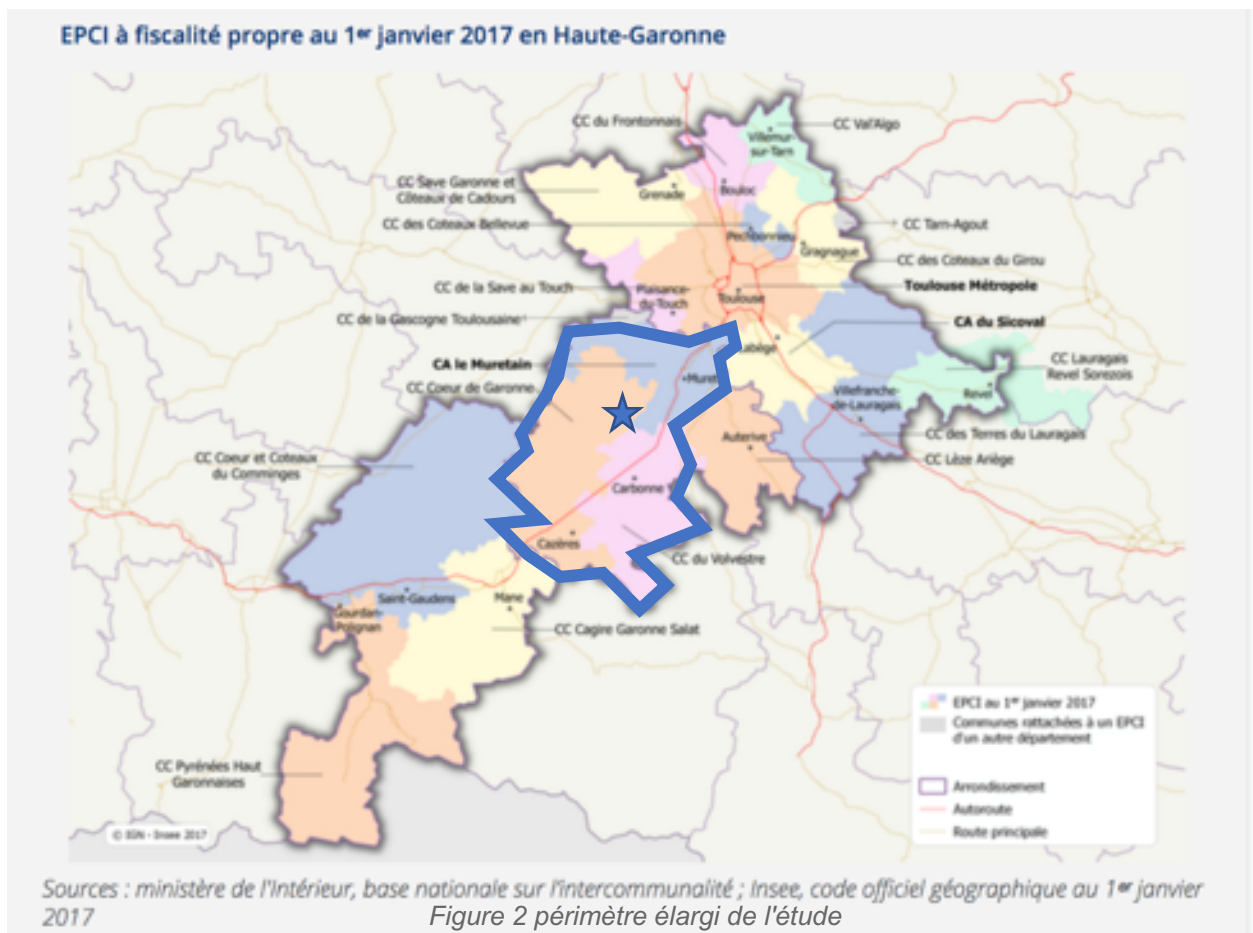 EPCI à fiscalité propre au 1er janvier 2017 en Haute-Garonne
CC du Frontonnais
CC Val'Aïgo
Villemur-
sur-Tarn
CC Save Garonne et
Côteaux de Cadours
Grenade
Bouloc
CC des Coteaux Bellevue
CC Tarn-Agout
Pechbonnieu
Gragnague
CC des Coteaux du Girou
CC de la Save au Touch
Plaisance-
du-Touch
Toulouse
Toulouse Métropole
CC de la Gascogne Toulousaine
CA du Sicoval
Labège
CA le Muretain
Muret
CC Lauragais
Revel Sorezois
CC Coeur de Garonne
Villefranche-
de-Lauragais
Revel
Auterive
CC des Terres du Lauragais
CC Coeur et Coteaux
du Comminges
CC Lèze Ariège
Carbonne
Cazères
CC du Volvestre
Saint-Gaudens
Mane
Gourdan-
Polignan
CC Cagire Garonne Salat
CC Pyrénées Haut
Garonnaises
EPCI au 1er janvier 2017
Communes rattachées à un EPCI
d'un autre département
Arrondissement
Autoroute
Route principale
© IGN - Insee 2017
Sources : ministère de l'Intérieur, base nationale sur l'intercommunalité ; Insee, code officiel géographique au 1er janvier
2017
Figure 2 périmètre élargi de l'étude